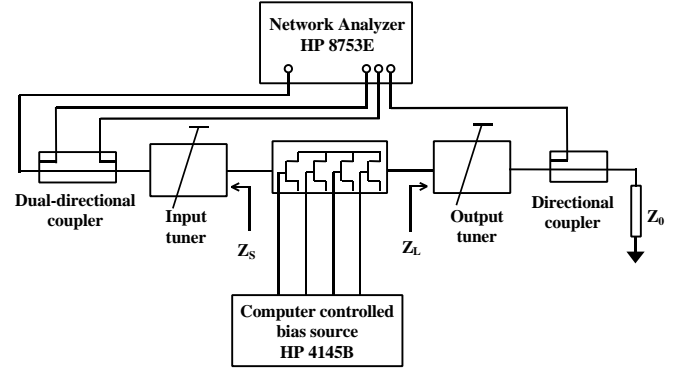 Network Analyzer
HP 8753E
Dual-directional
coupler
Input
tuner
Z_S
Z_L
Output
tuner
Directional
coupler
Z_0
Computer controlled
bias source
HP 4145B